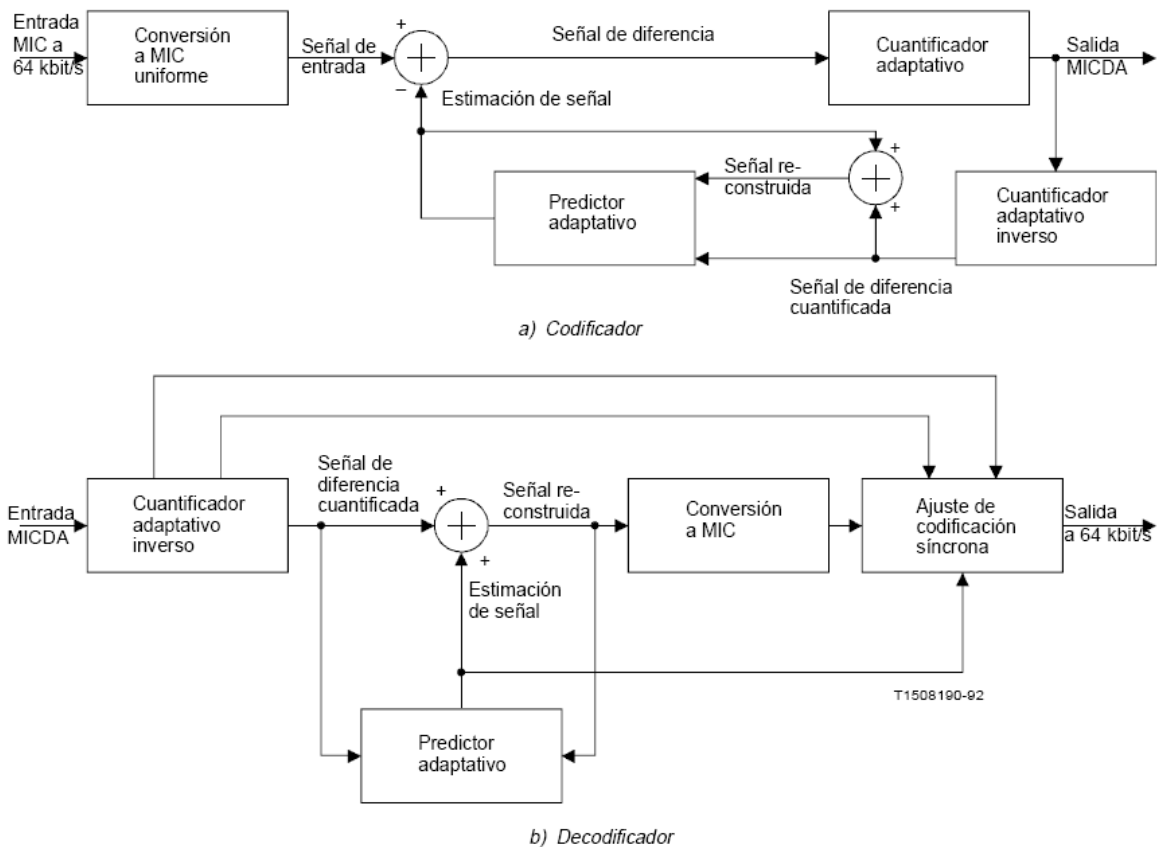 Entrada
MIC a
64 kbit/s
Conversión
a MIC
uniforme
Señal de
entrada
+
–
Señal de diferencia
Cuantificador
adaptativo
Salida
MICDA
Estimación de señal
Predictor
adaptativo
Señal re-
construida
+
+
Cuantificador
adaptativo
inverso
Señal de diferencia
cuantificada
a) Codificador
Entrada
MICDA
Cuantificador
adaptativo
inverso
Señal de
diferencia
cuantificada
+
+
Señal re-
construida
Estimación
de señal
Conversión
a MIC
Ajuste de
codificación
síncrona
Salida
a 64 kbit/s
T1508190-92
Predictor
adaptativo
b) Decodificador